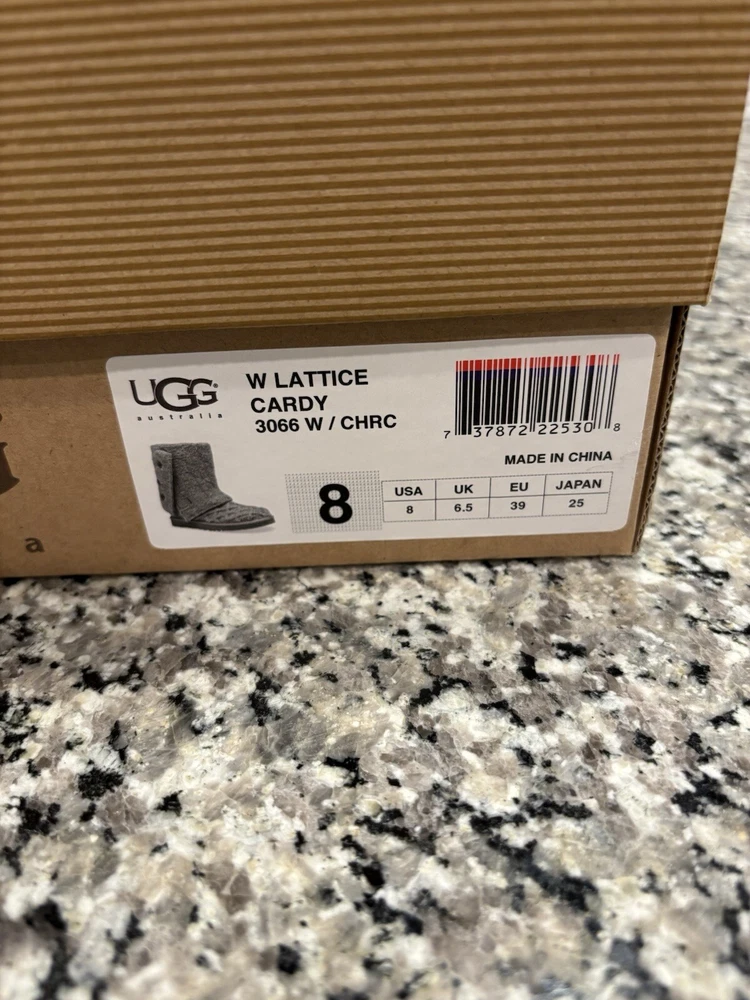 UGG®
australia
W LATTICE
CARDY
3066 W / CHRC
7 37872 22530 8
MADE IN CHINA
8
USA UK EU JAPAN
8 6.5 39 25
a